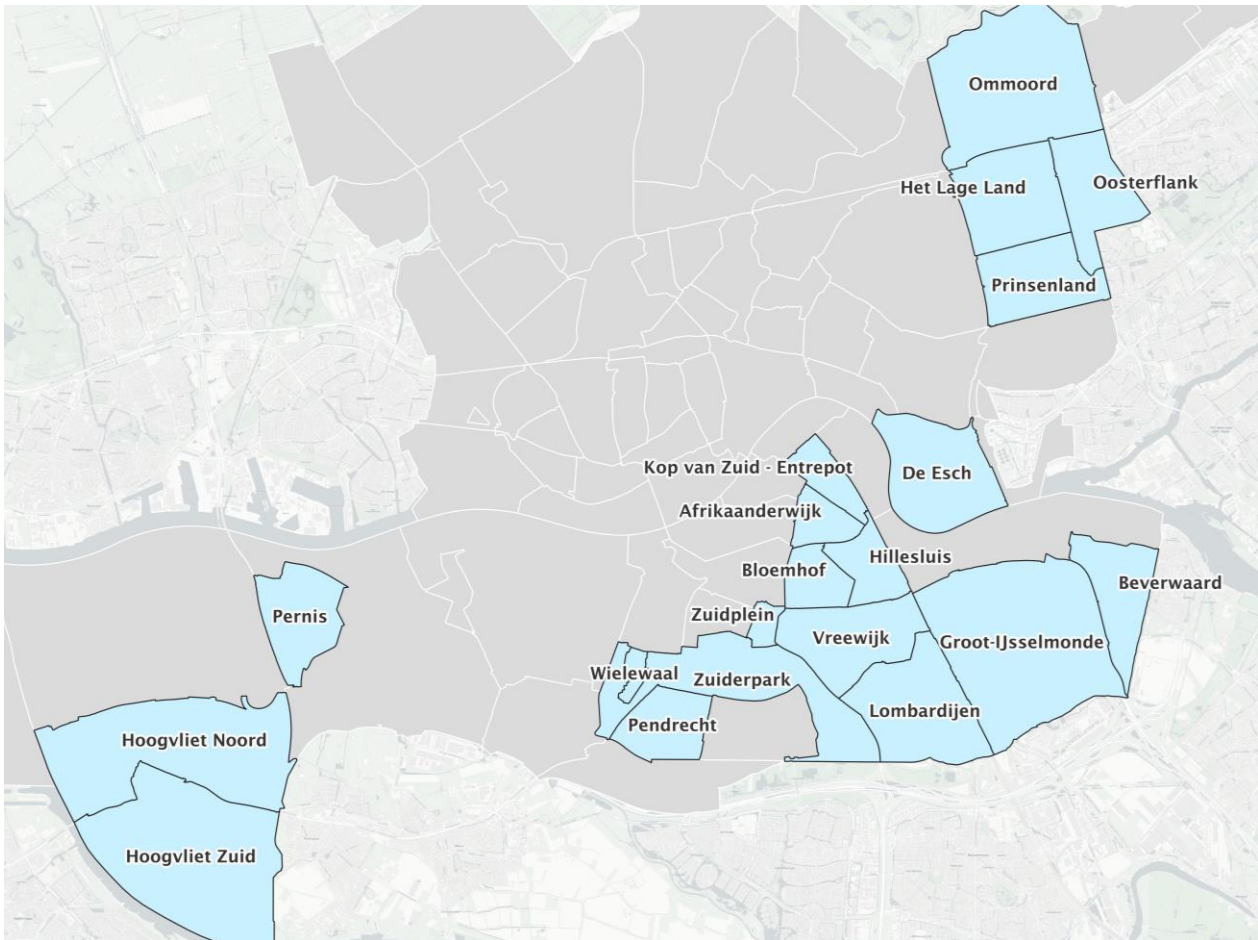 Ommoord
Het Lage Land
Oosterflank
Prinsenland
Kop van Zuid - Entrepot
De Esch
Afrikaanderwijk
Hillesluis
Bloemhof
Beverwaard
Zuidplein
Pernis
Vreewijk
Groot-IJsselmonde
Wielewaal
Zuiderpark
Lombardijen
Pendrecht
Hoogvliet Noord
Hoogvliet Zuid